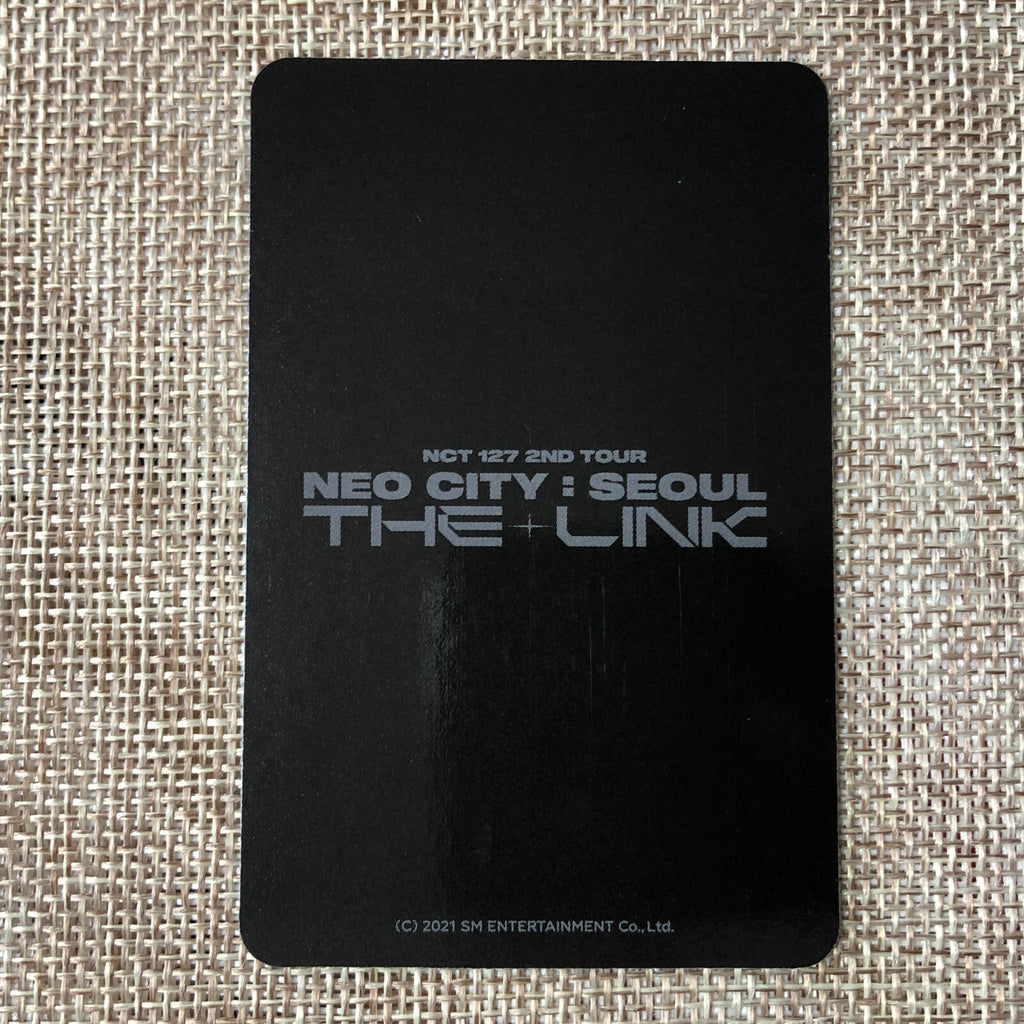 NCT 127 2ND TOUR
NEO CITY : SEOUL
THE + LINK
(C) 2021 SM ENTERTAINMENT Co., Ltd.